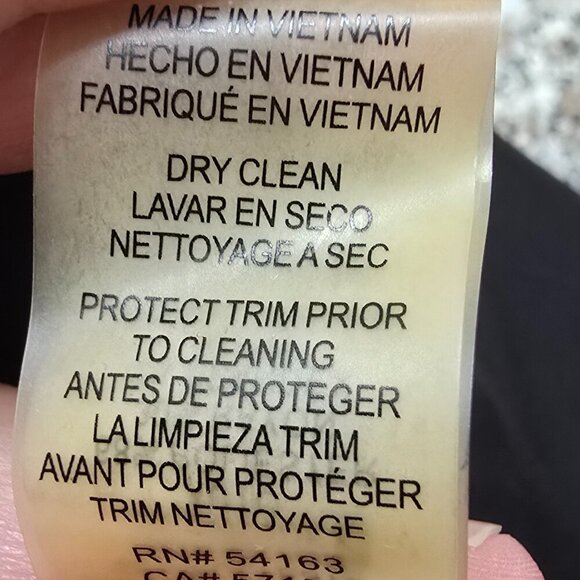 MADE IN VIETNAM
HECHO EN VIETNAM
FABRIQUÉ EN VIETNAM
DRY CLEAN
LAVAR EN SECO
NETTOYAGE A SEC
PROTECT TRIM PRIOR
TO CLEANING
ANTES DE PROTEGER
LA LIMPIEZA TRIM
AVANT POUR PROTÉGER
TRIM NETTOYAGE
RN# 54163
CA#